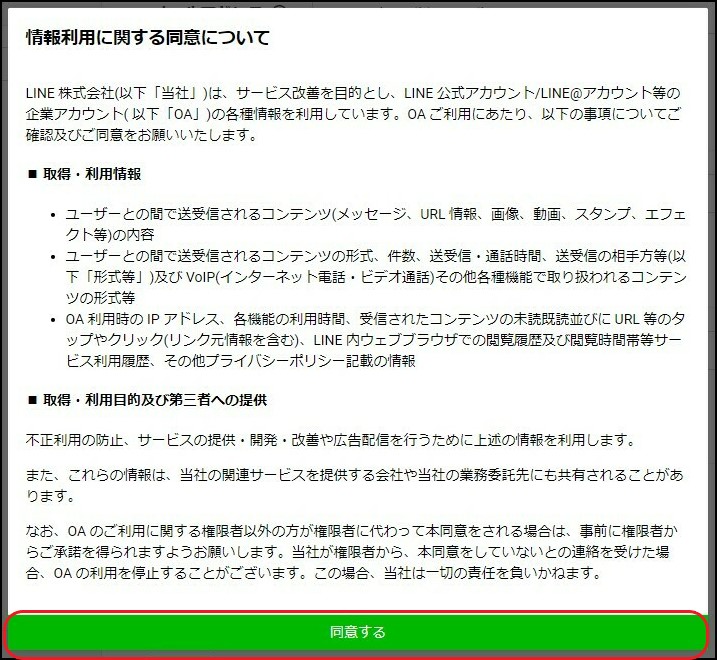 情報利用に関する同意について
LINE 株式会社(以下「当社」)は、サービス改善を目的とし、LINE 公式アカウント/LINE@アカウント等の
企業アカウント( 以下「OA」)の各種情報を利用しています。OA ご利用にあたり、以下の事項についてご
確認及びご同意をお願いいたします。
■ 取得・利用情報
• ユーザーとの間で送受信されるコンテンツ(メッセージ、URL 情報、画像、動画、スタンプ、エフェ
クト等)の内容
• ユーザーとの間で送受信されるコンテンツの形式、件数、送受信・通話時間、送受信の相手方等(以
下「形式等」)及び VoIP(インターネット電話・ビデオ通話)その他各種機能で取り扱われるコンテン
ツの形式等
• OA 利用時の IP アドレス、各機能の利用時間、受信されたコンテンツの未読既読並びに URL 等のタ
ップやクリック(リンク元情報を含む)、LINE 内ウェブブラウザでの閲覧履歴及び閲覧時間帯等サー
ビス利用履歴、その他プライバシーポリシー記載の情報
■ 取得・利用目的及び第三者への提供
不正利用の防止、サービスの提供・開発・改善や広告配信を行うために上述の情報を利用します。
また、これらの情報は、当社の関連サービスを提供する会社や当社の業務委託先にも共有されることがあ
ります。
なお、OA のご利用に関する権限者以外の方が権限者に代わって本同意をされる場合は、事前に権限者か
らご承諾を得られますようお願いします。当社が権限者から、本同意をしていないとの連絡を受けた場
合、OA の利用を停止することがございます。この場合、当社は一切の責任を負いかねます。
同意する